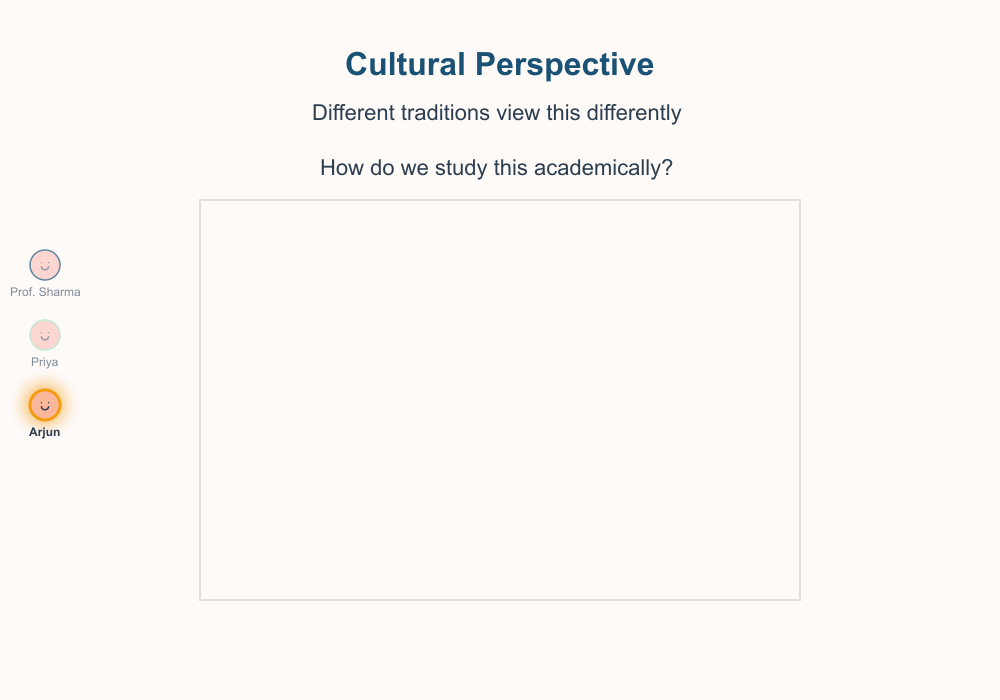 Cultural Perspective
Different traditions view this differently
How do we study this academically?
Prof. Sharma
Priya
Arjun